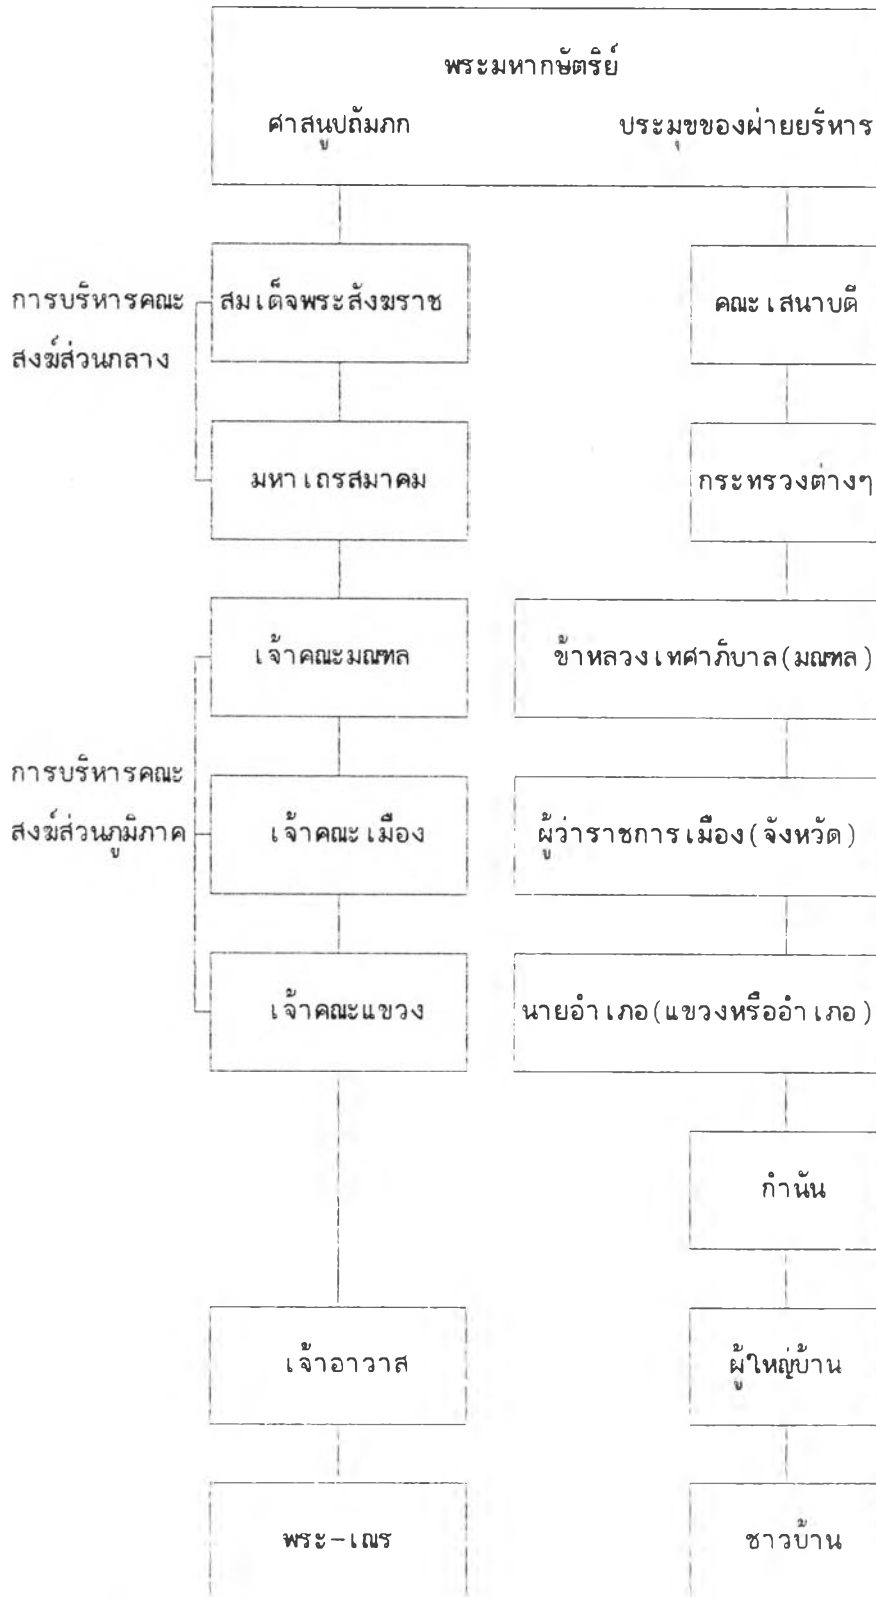 พระมหากษัตริย์
ศาสนูปถัมภก ประมุขของฝ่ายบริหาร
การบริหารคณะ
สงฆ์ส่วนกลาง
สมเด็จพระสังฆราช
คณะเสนาบดี
มหาเถรสมาคม
กระทรวงต่างๆ
เจ้าคณะมณฑล
ข้าหลวงเทศาภิบาล(มณฑล)
การบริหารคณะ
สงฆ์ส่วนภูมิภาค
เจ้าคณะเมือง
ผู้ว่าราชการเมือง(จังหวัด)
เจ้าคณะแขวง
นายอำเภอ(แขวงหรืออำเภอ)
กำนัน
เจ้าอาวาส
ผู้ใหญ่บ้าน
พระ-เณร
ชาวบ้าน